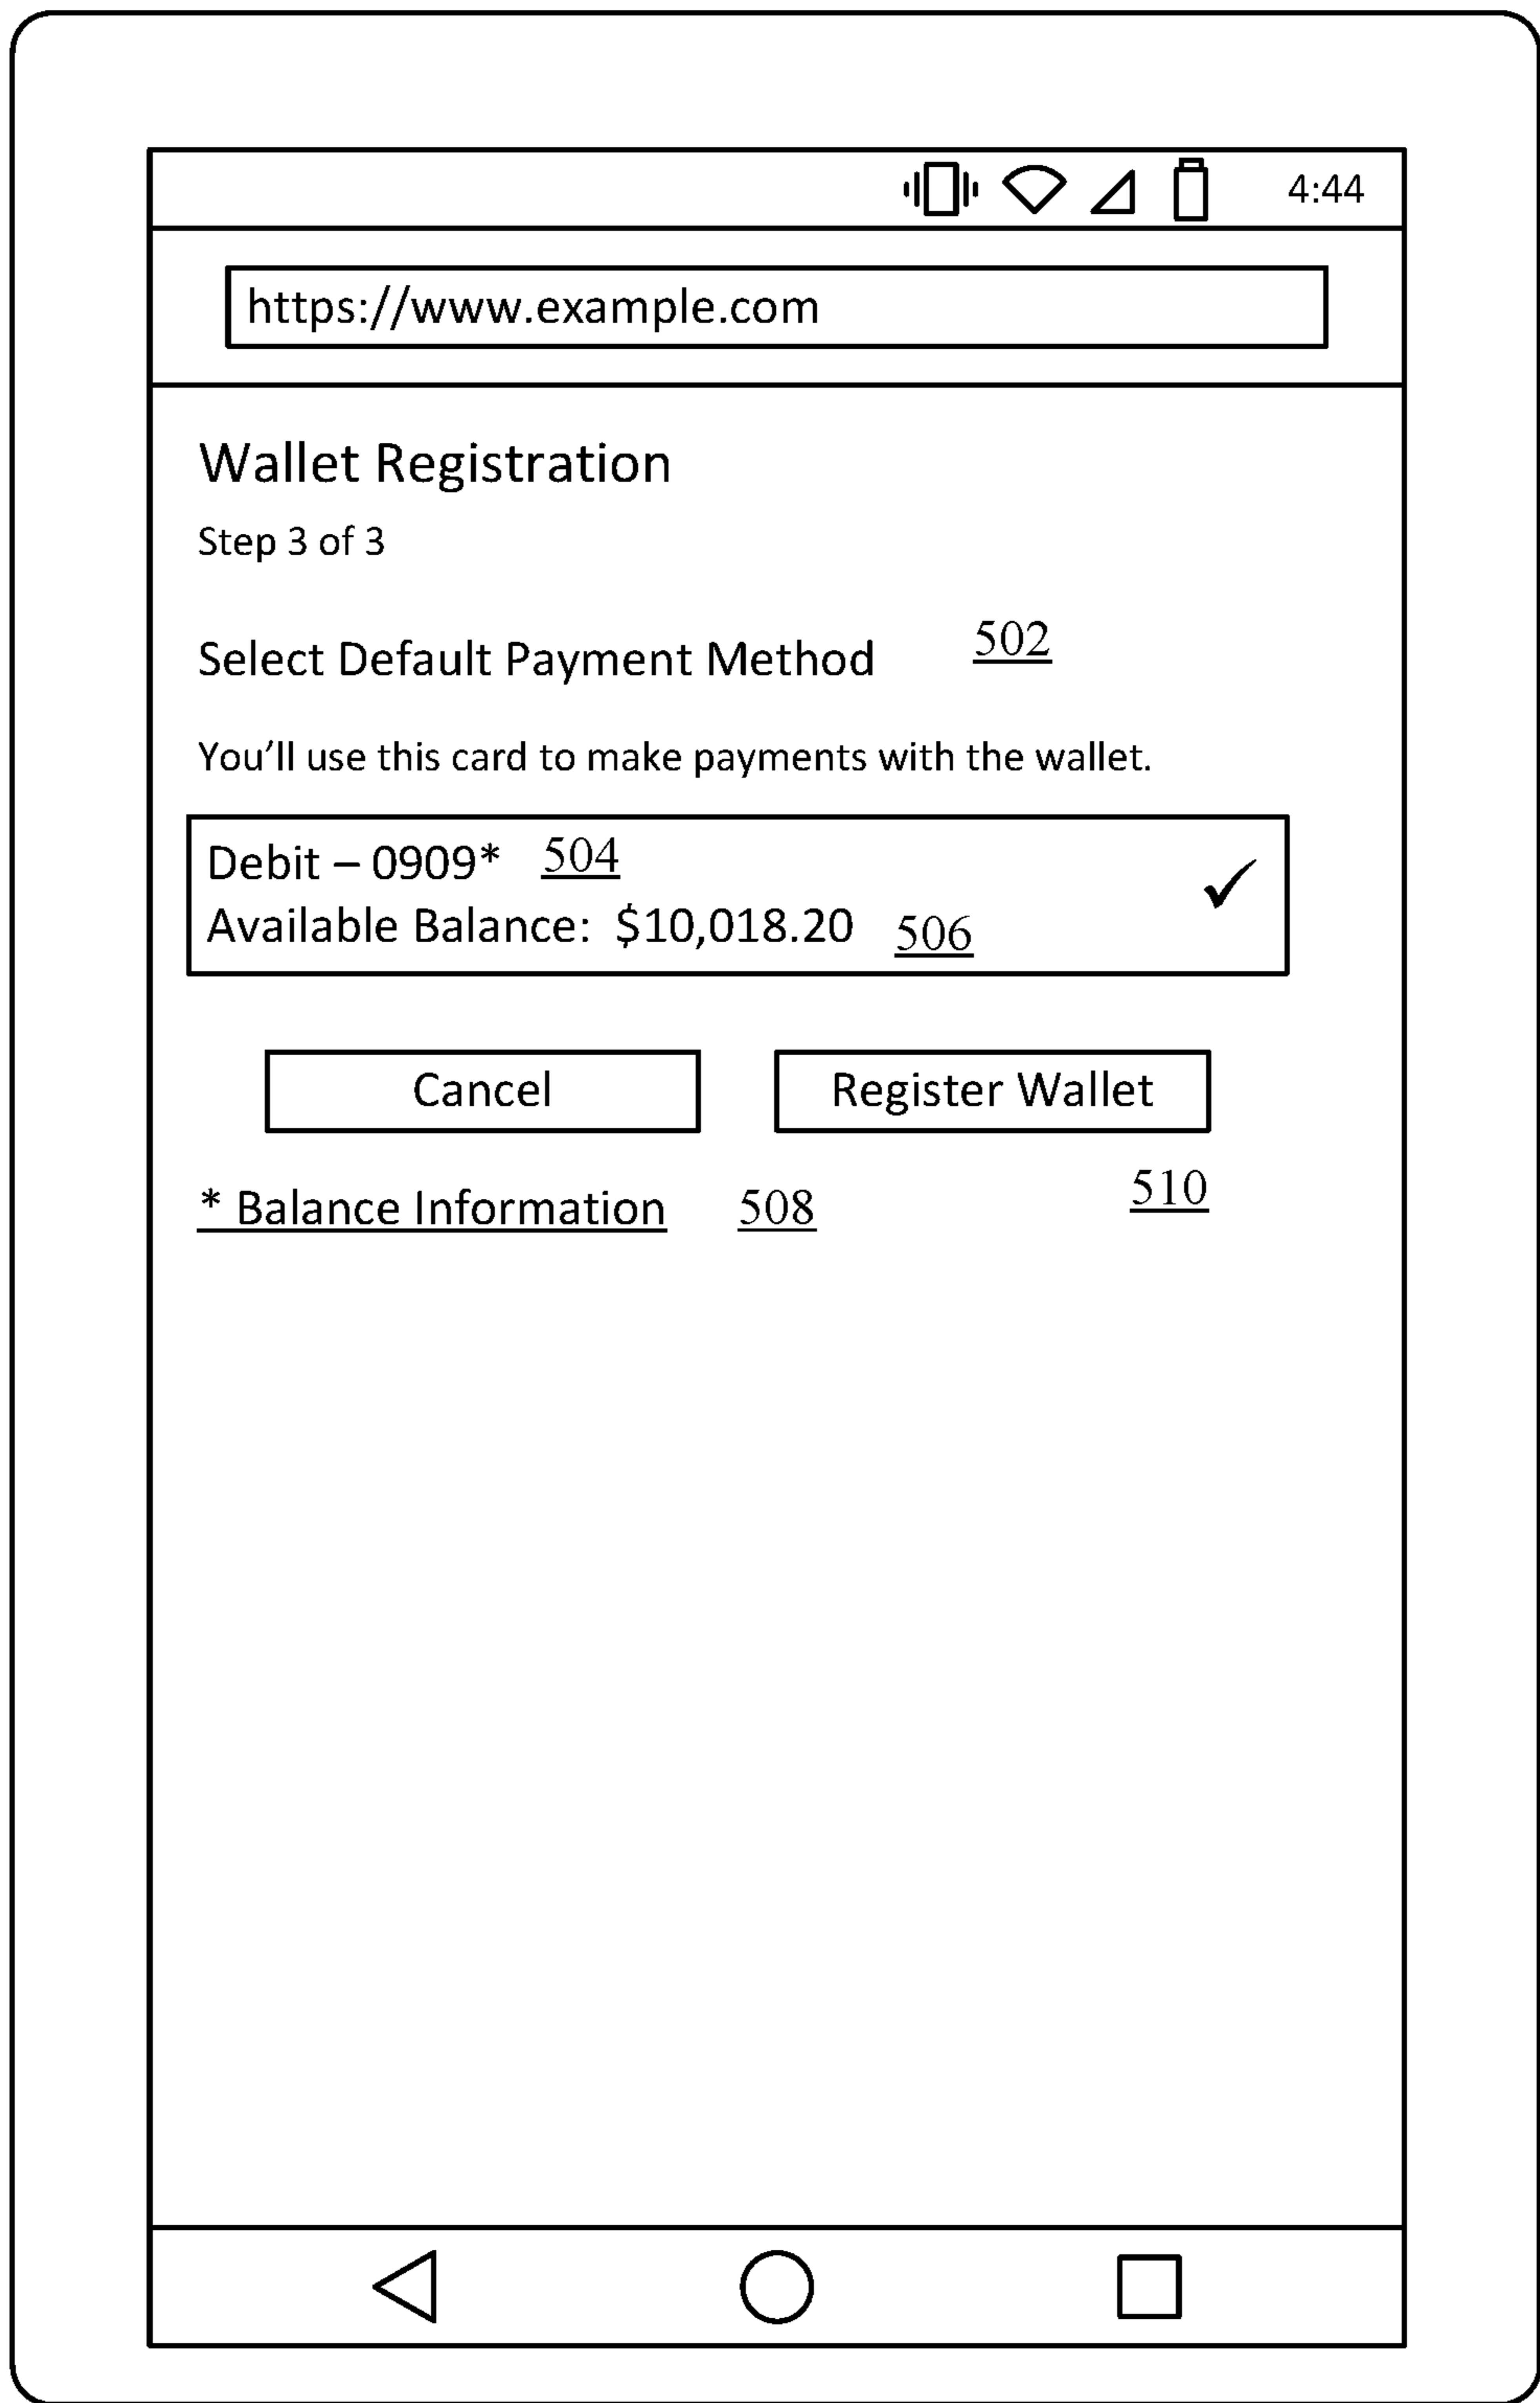 4:44
https://www.example.com
Wallet Registration
Step 3 of 3
Select Default Payment Method 502
You’ll use this card to make payments with the wallet.
Debit – 0909* 504
Available Balance: $10,018.20 506
Cancel Register Wallet
* Balance Information 508 510